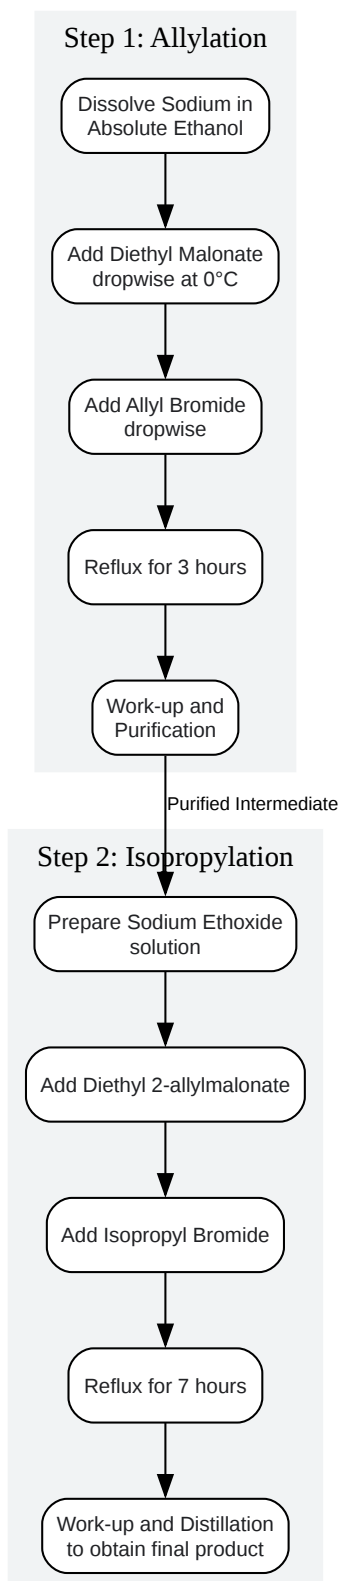 Step 1: Allylation
Dissolve Sodium in
Absolute Ethanol
Add Diethyl Malonate
dropwise at 0°C
Add Allyl Bromide
dropwise
Reflux for 3 hours
Work-up and
Purification
Purified Intermediate
Step 2: Isopropylation
Prepare Sodium Ethoxide
solution
Add Diethyl 2-allylmalonate
Add Isopropyl Bromide
Reflux for 7 hours
Work-up and Distillation
to obtain final product